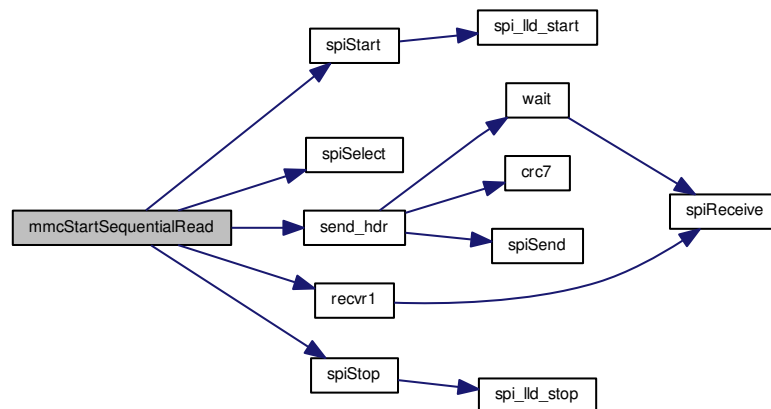 spi_lld_start
spiStart
wait
spiSelect
crc7
spiReceive
mmcStartSequentialRead
send_hdr
spiSend
recvr1
spiStop
spi_lld_stop